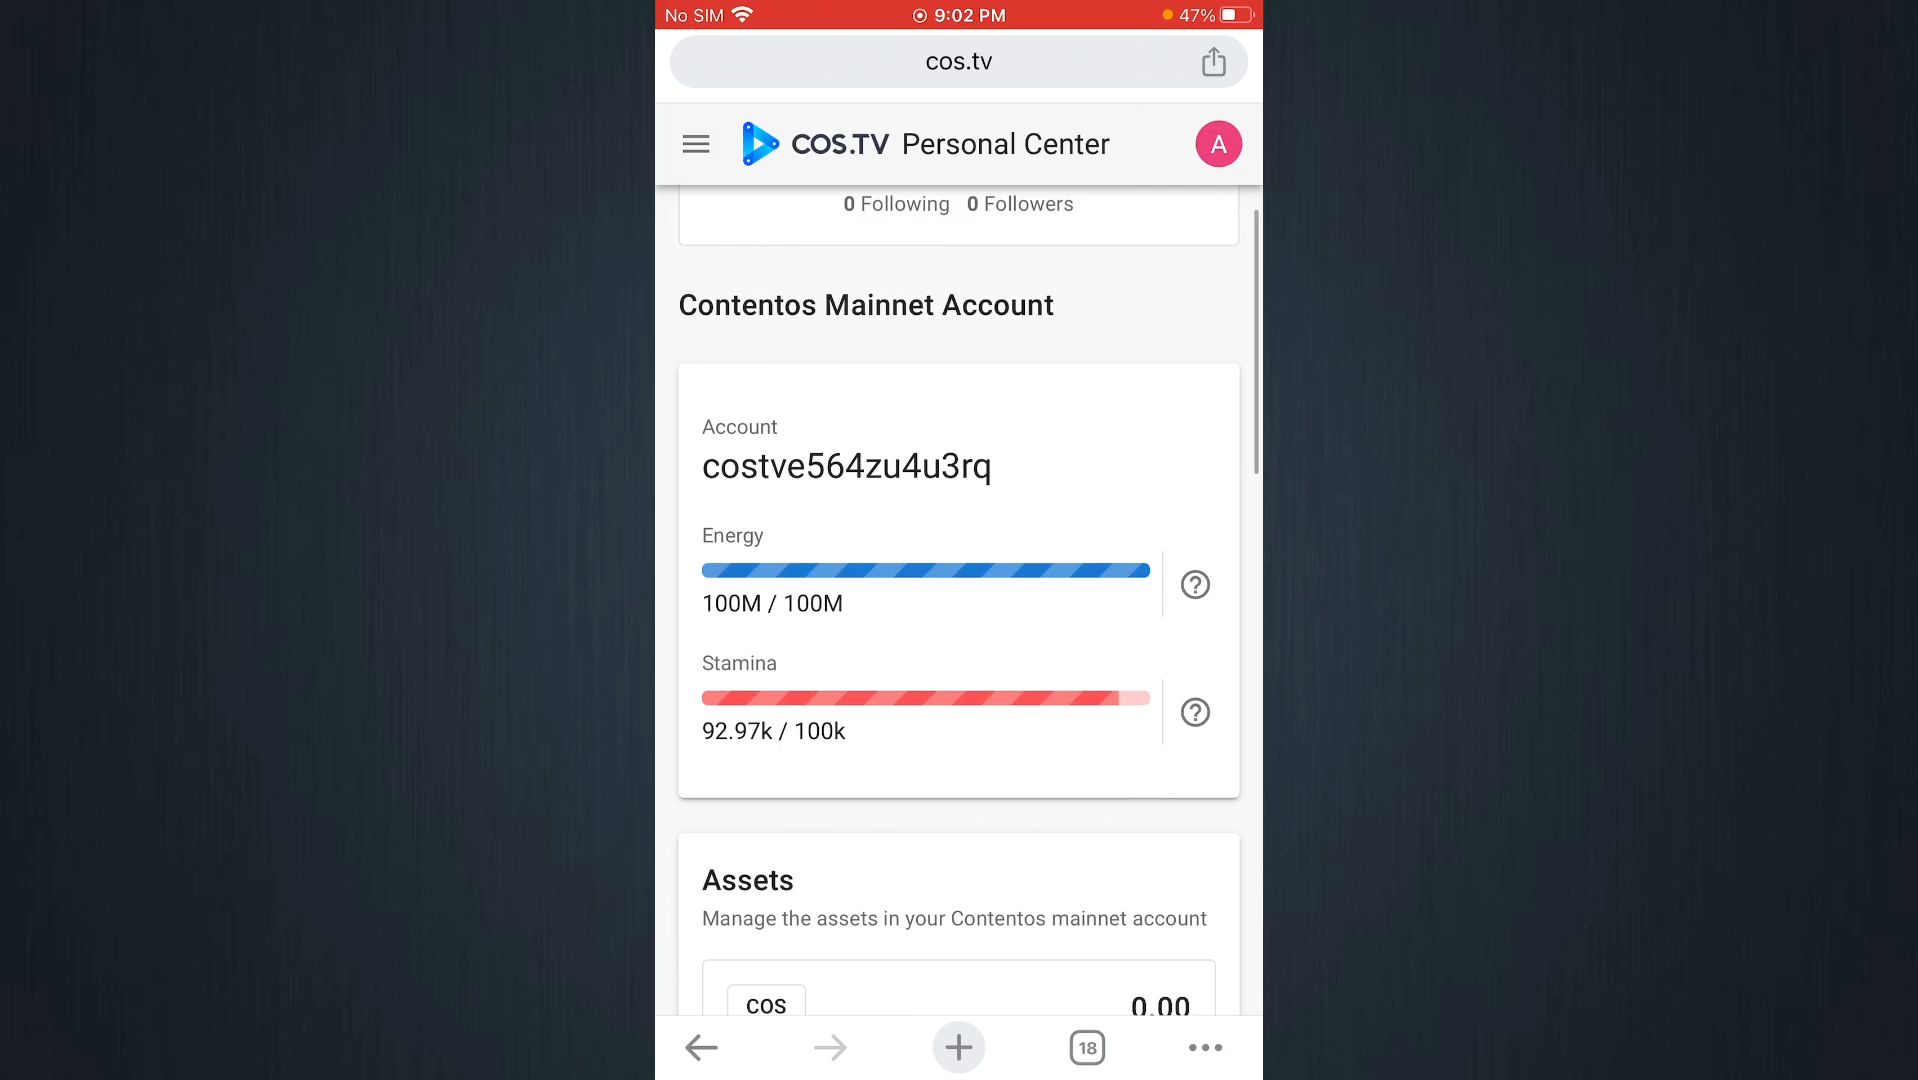 No SIM 9:02 PM 47%
cos.tv
COS.TV Personal Center A
0 Following 0 Followers
Contentos Mainnet Account
Account
costve564zu4u3rq
Energy
100M / 100M
Stamina
92.97k / 100k
Assets
Manage the assets in your Contentos mainnet account
COS 0.00
18